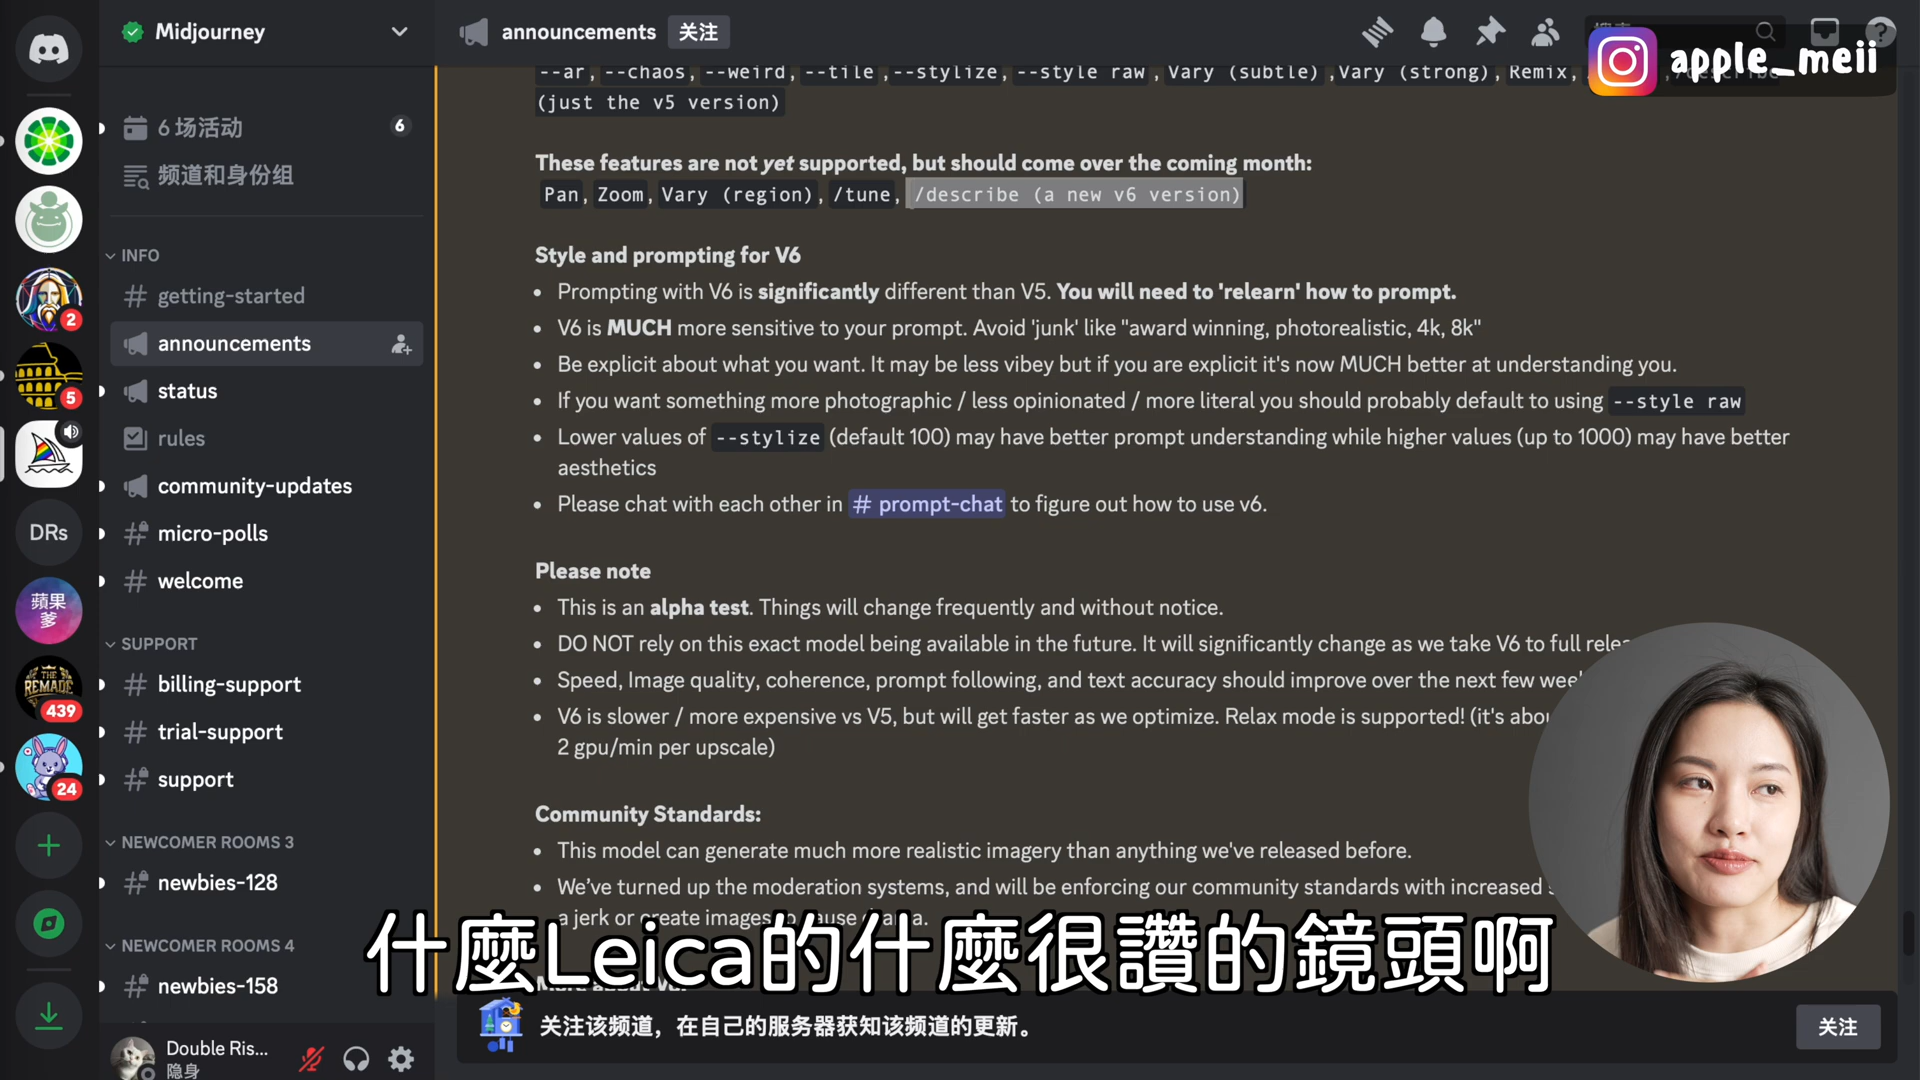 Midjourney
announcements
关注
apple_meii
--ar, --chaos, --weird, --tile ,--stylize, --style raw ,Vary (subtle) ,Vary (strong), Remix,
(just the v5 version)
6 场活动
6
频道和身份组
These features are not yet supported, but should come over the coming month:
Pan, Zoom, Vary (region), /tune, /describe (a new v6 version)
INFO
getting-started
announcements
status
rules
community-updates
micro-polls
welcome
Style and prompting for V6
Prompting with V6 is significantly different than V5. You will need to 'relearn' how to prompt.
V6 is MUCH more sensitive to your prompt. Avoid 'junk' like "award winning, photorealistic, 4k, 8k"
Be explicit about what you want. It may be less vibey but if you are explicit it's now MUCH better at understanding you.
If you want something more photographic / less opinionated / more literal you should probably default to using --style raw
Lower values of --stylize (default 100) may have better prompt understanding while higher values (up to 1000) may have better
aesthetics
Please chat with each other in # prompt-chat to figure out how to use v6.
2
5
DRs
蘋果
爹
THE
REMADE
439
24
SUPPORT
billing-support
trial-support
support
NEWCOMER ROOMS 3
newbies-128
NEWCOMER ROOMS 4
newbies-158
Please note
This is an alpha test. Things will change frequently and without notice.
DO NOT rely on this exact model being available in the future. It will significantly change as we take V6 to full
Speed, Image quality, coherence, prompt following, and text accuracy should improve over the next few
V6 is slower / more expensive vs V5, but will get faster as we optimize. Relax mode is supported! (it's
2 gpu/min per upscale)
Community Standards:
This model can generate much more realistic imagery than anything we've released before.
We've turned up the moderation systems, and will be enforcing our community standards with increased
a jerk or create images
什麼Leica的什麼很讚的鏡頭啊
关注该频道，在自己的服务器获知该频道的更新。
关注
Double Ris...
隐身